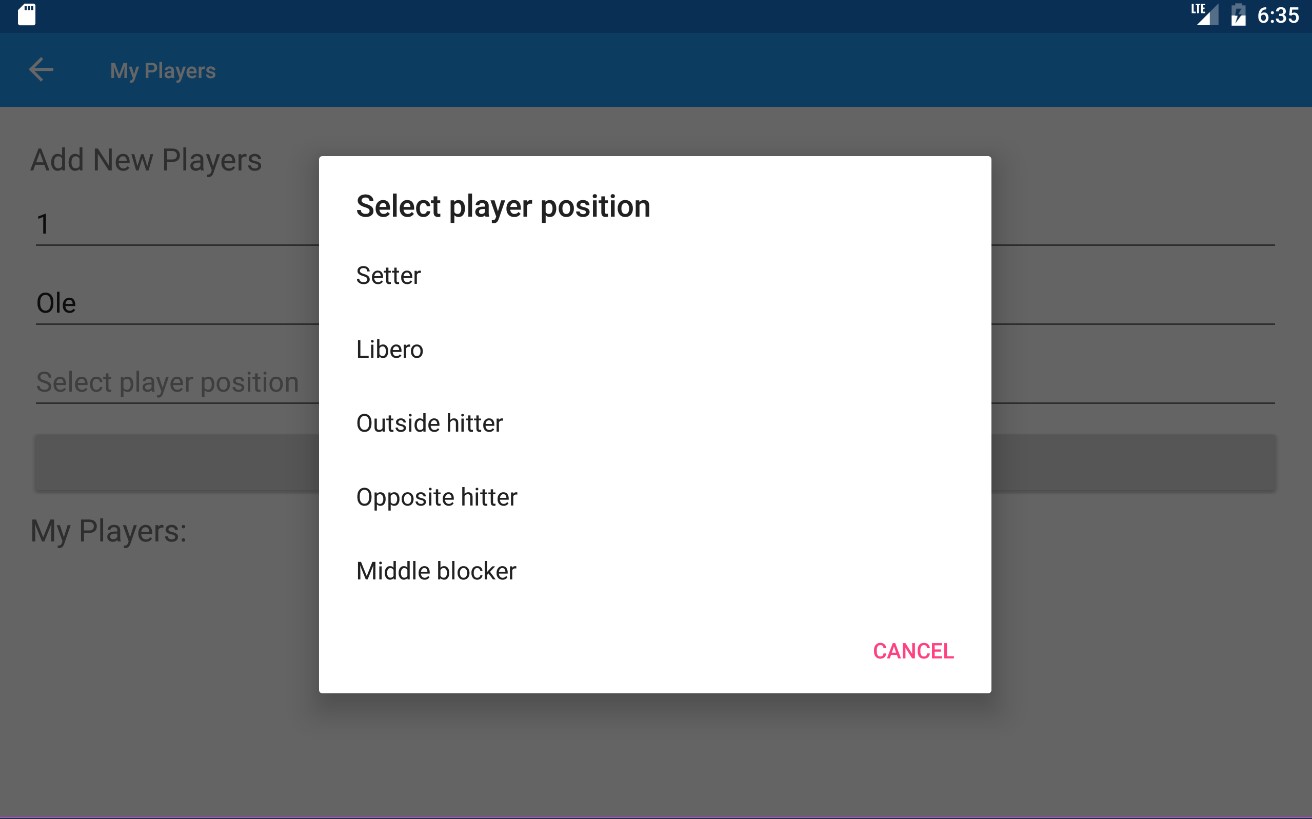 LTE 6:35
My Players
Add New Players
1
Ole
Select player position
My Players:
Select player position
Setter
Libero
Outside hitter
Opposite hitter
Middle blocker
CANCEL